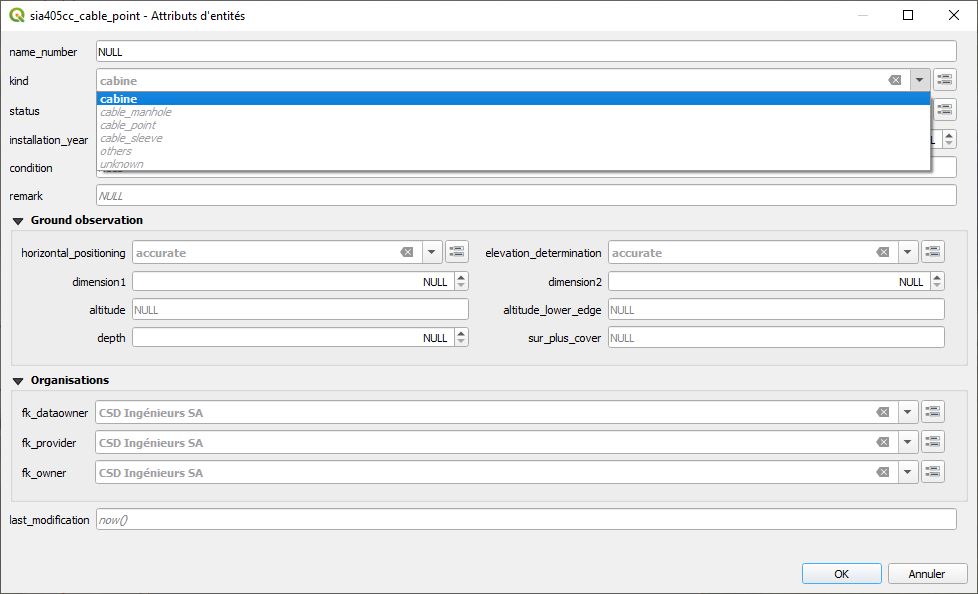 sia405cc_cable_point - Attributs d'entités
name_number NULL
kind cabine
cabine
status cable_manhole
cable_point
installation_year cable_sleeve
others
unknown
condition
remark NULL
Ground observation
horizontal_positioning accurate elevation_determination accurate
dimension1 NULL dimension2 NULL
altitude NULL altitude_lower_edge NULL
depth NULL sur_plus_cover NULL
Organisations
fk_dataowner CSD Ingénieurs SA
fk_provider CSD Ingénieurs SA
fk_owner CSD Ingénieurs SA
last_modification now()
OK Annuler